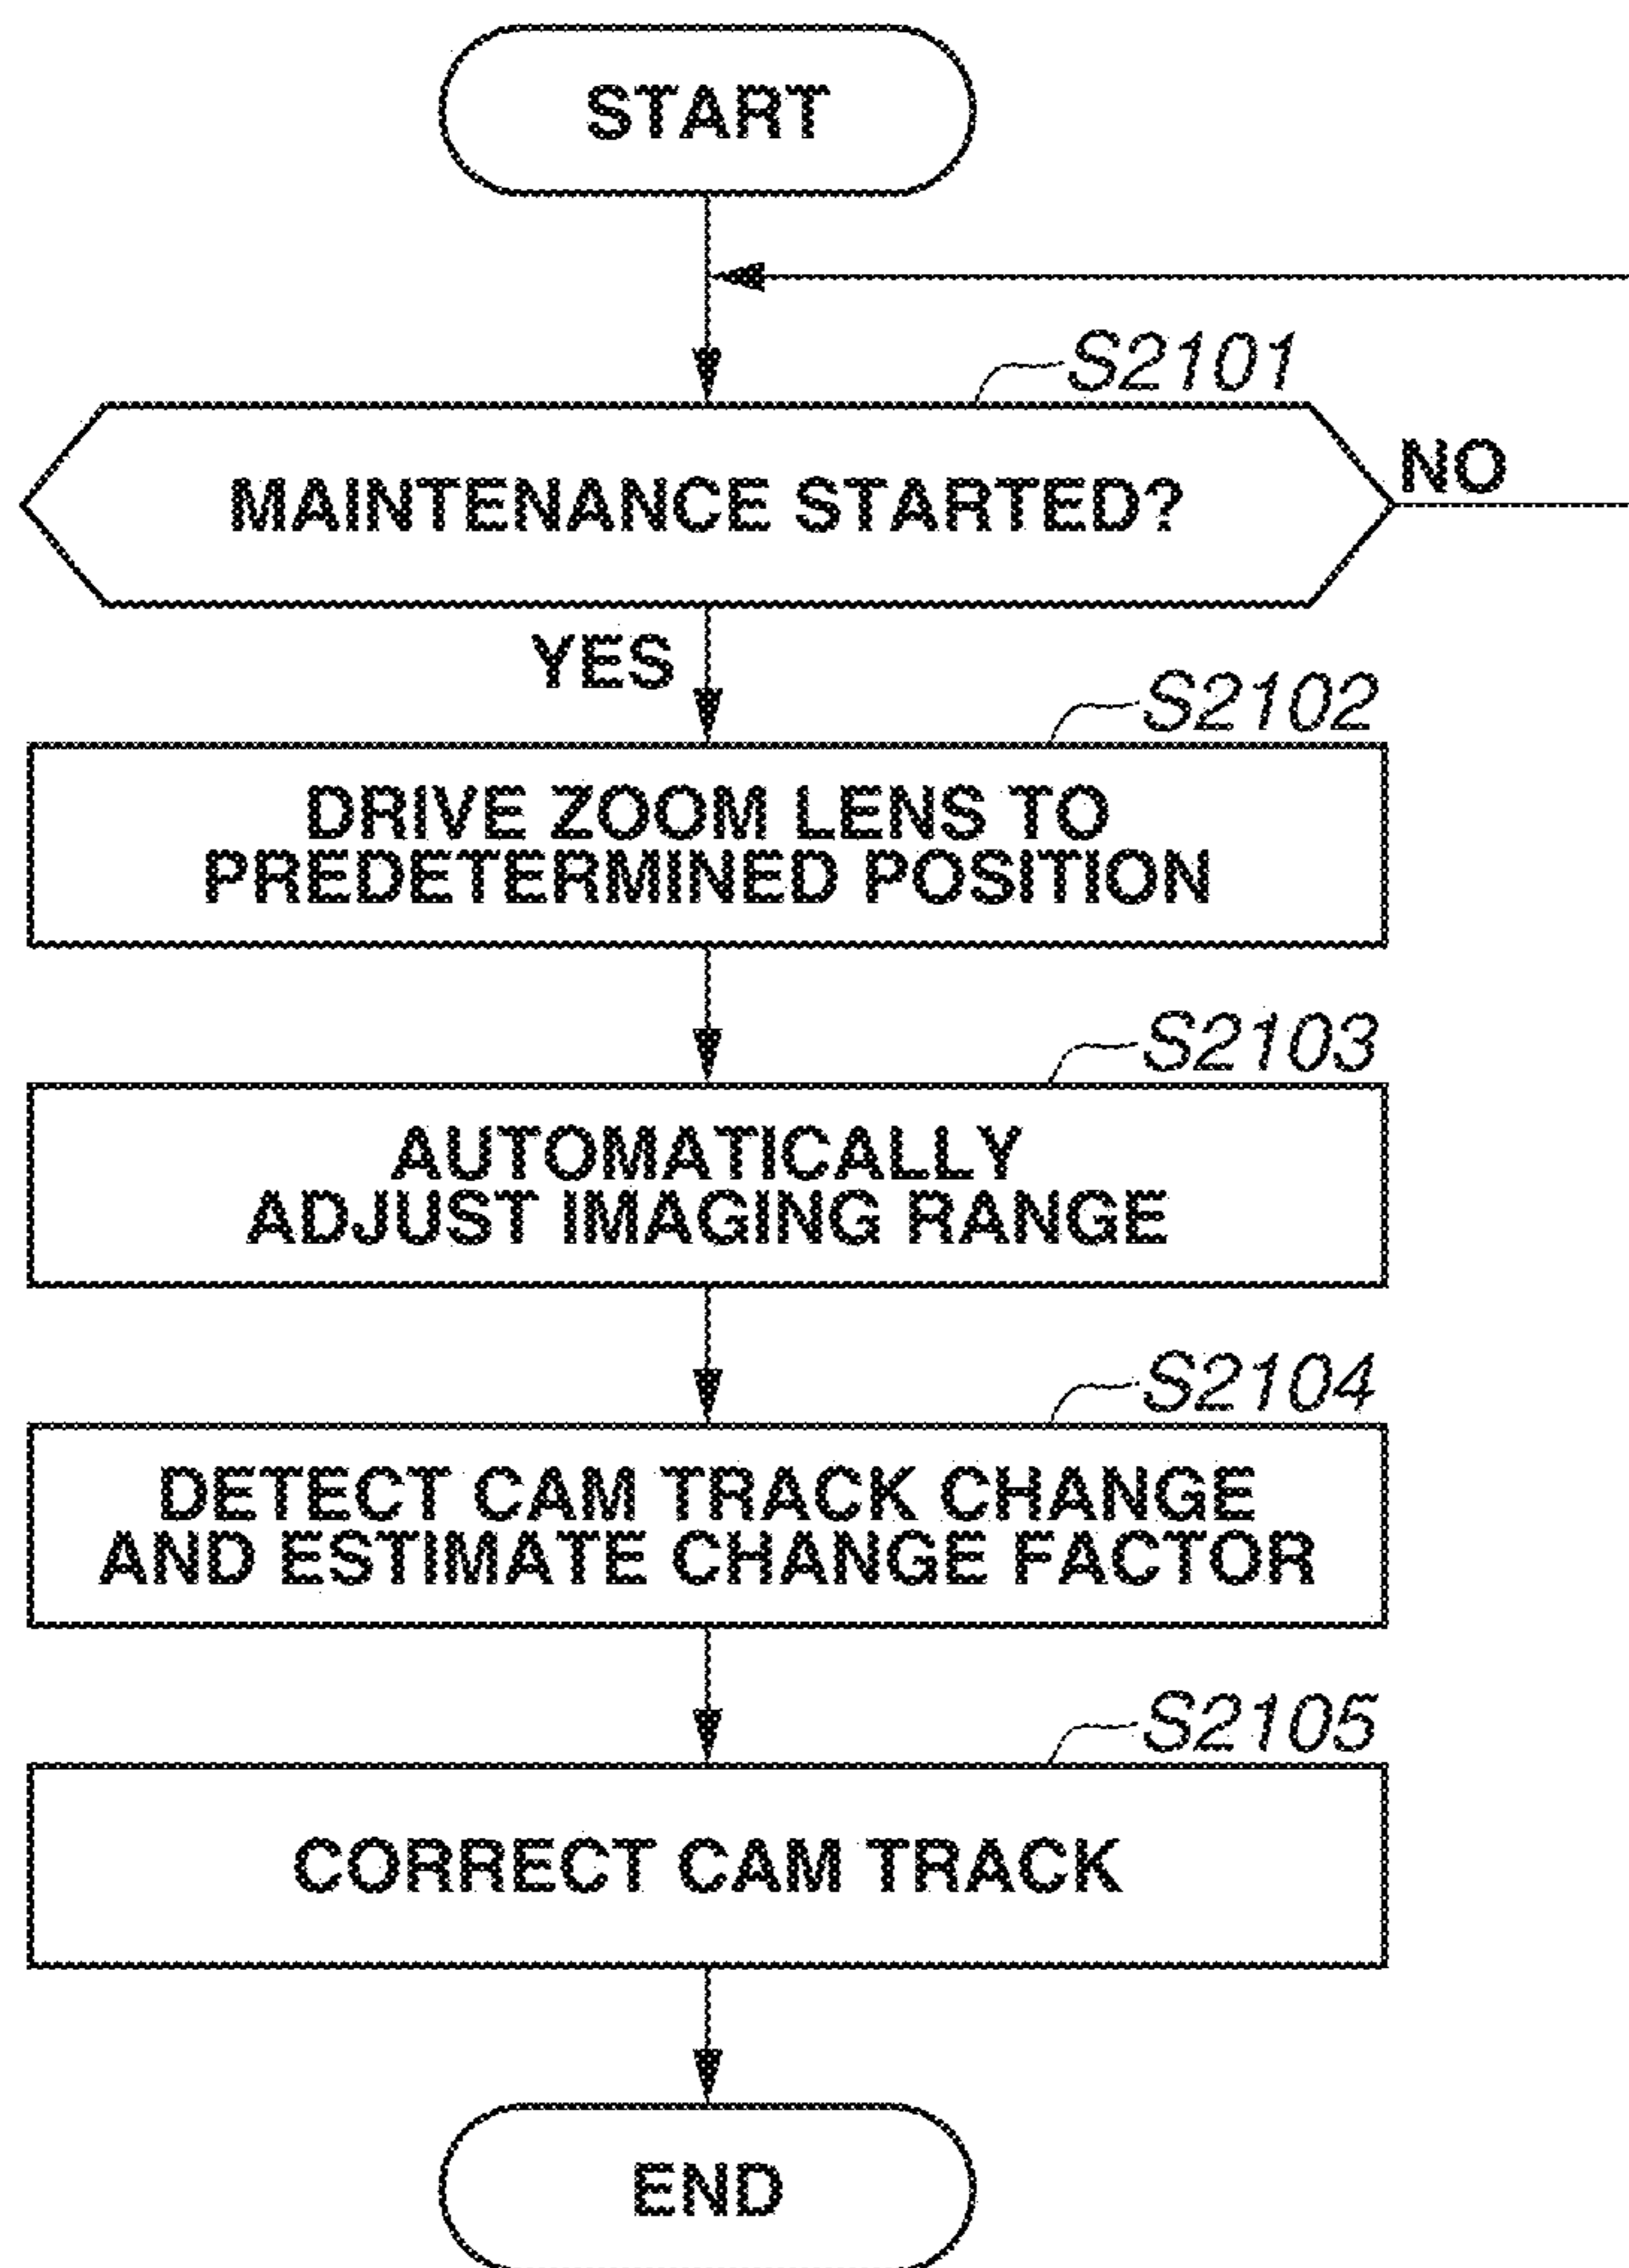 START
S2101
MAINTENANCE STARTED?
NO
YES
S2102
DRIVE ZOOM LENS TO
PREDETERMINED POSITION
S2103
AUTOMATICALLY
ADJUST IMAGING RANGE
S2104
DETECT CAM TRACK CHANGE
AND ESTIMATE CHANGE FACTOR
S2105
CORRECT CAM TRACK
END